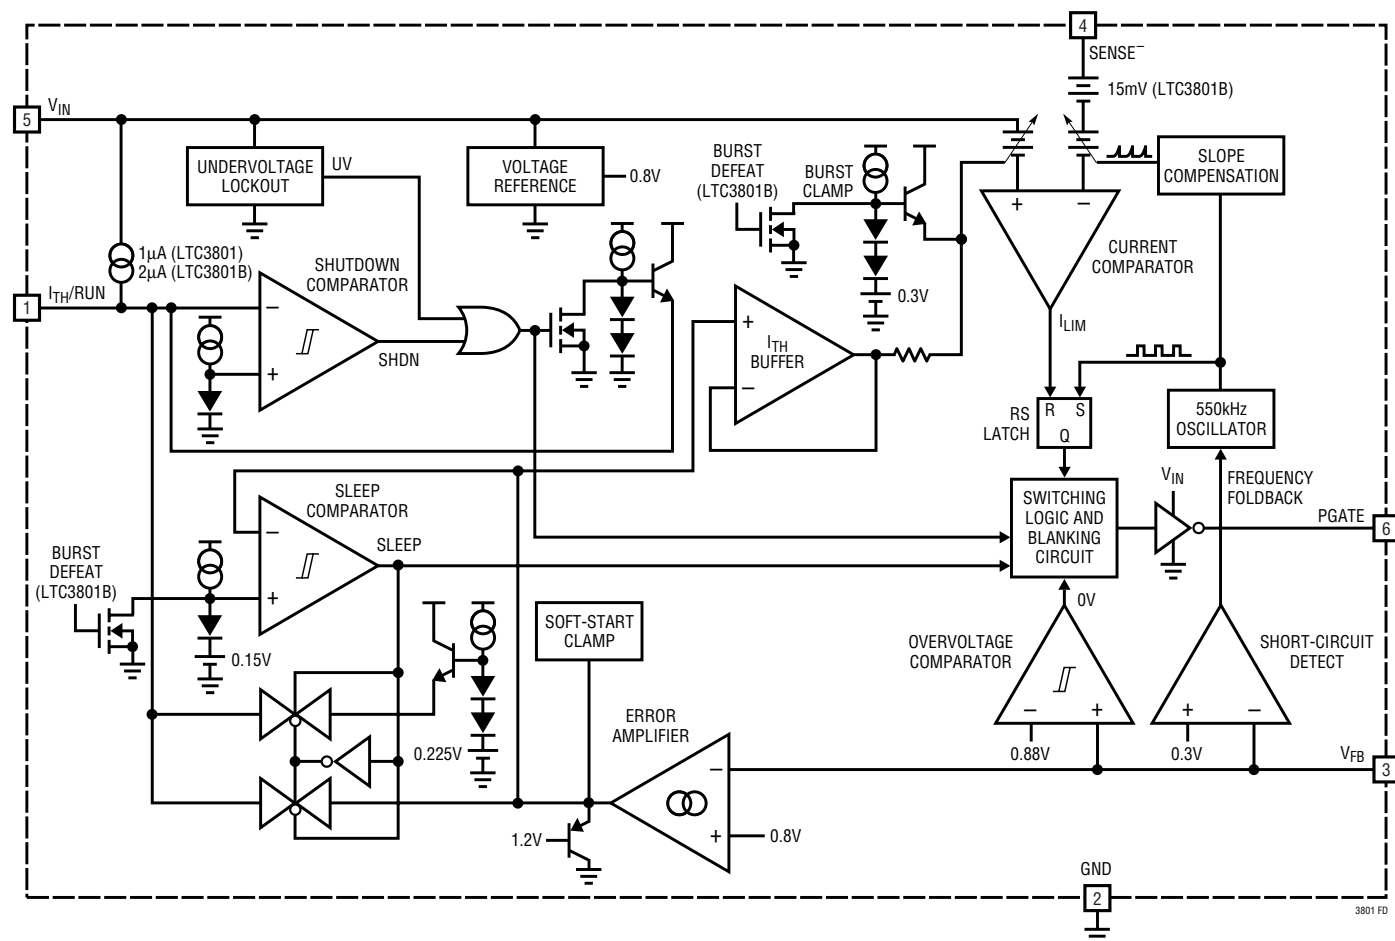 4
SENSE−
15mV (LTC3801B)
5
VIN
UNDERVOLTAGE
LOCKOUT
UV
VOLTAGE
REFERENCE
0.8V
BURST
DEFEAT
(LTC3801B)
BURST
CLAMP
SLOPE
COMPENSATION
+
−
CURRENT
COMPARATOR
1µA (LTC3801)
2µA (LTC3801B)
SHUTDOWN
COMPARATOR
0.3V
1
ITH/RUN
−
+
SHDN
+
ITH
BUFFER
−
ILIM
RS
LATCH
R
S
Q
550kHz
OSCILLATOR
FREQUENCY
FOLDBACK
SLEEP
COMPARATOR
−
+
SLEEP
SWITCHING
LOGIC AND
BLANKING
CIRCUIT
VIN
PGATE
6
BURST
DEFEAT
(LTC3801B)
0.15V
SOFT-START
CLAMP
0V
OVERVOLTAGE
COMPARATOR
−
+
0.88V
SHORT-CIRCUIT
DETECT
+
−
0.3V
0.225V
ERROR
AMPLIFIER
−
+
VFB
3
1.2V
0.8V
GND
2
3801 FD